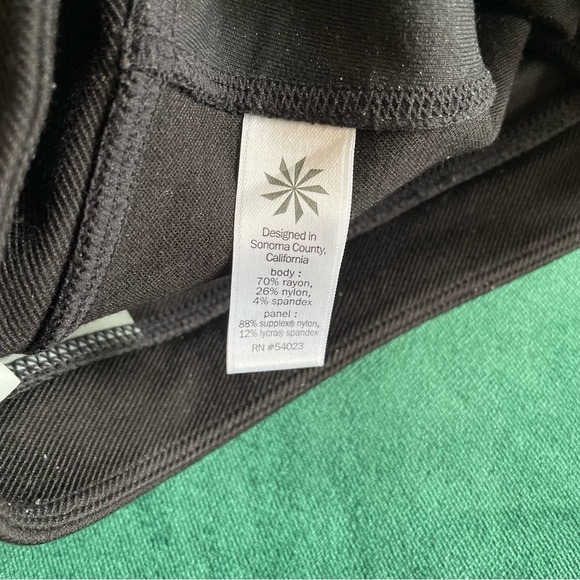 Designed in
Sonoma County,
California
body :
70% rayon,
26% nylon,
4% spandex
panel :
88% supplex® nylon,
12% lycra® spandex
RN #54023